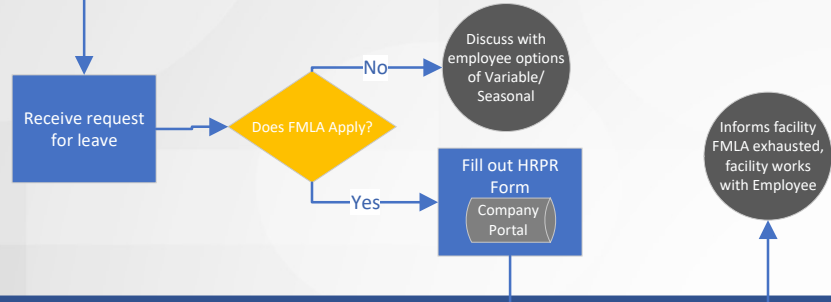 Receive request
for leave
Does FMLA Apply?
No
Discuss with
employee options
of Variable/
Seasonal
Yes
Fill out HRPR
Form
Company
Portal
Informs facility
FMLA exhausted,
facility works
with Employee